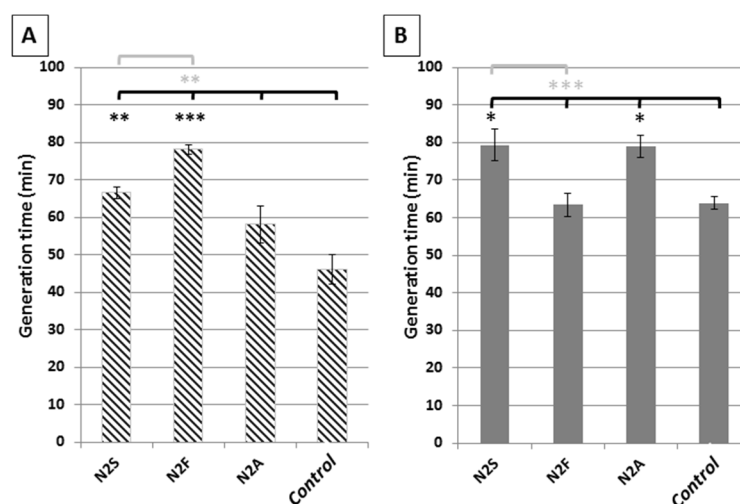 A
Generation time (min)
100
90
80
70
60
50
40
30
20
10
0
**
**
***
N2S
N2F
N2A
Control
B
Generation time (min)
100
90
80
70
60
50
40
30
20
10
0
***
*
*
N2S
N2F
N2A
Control